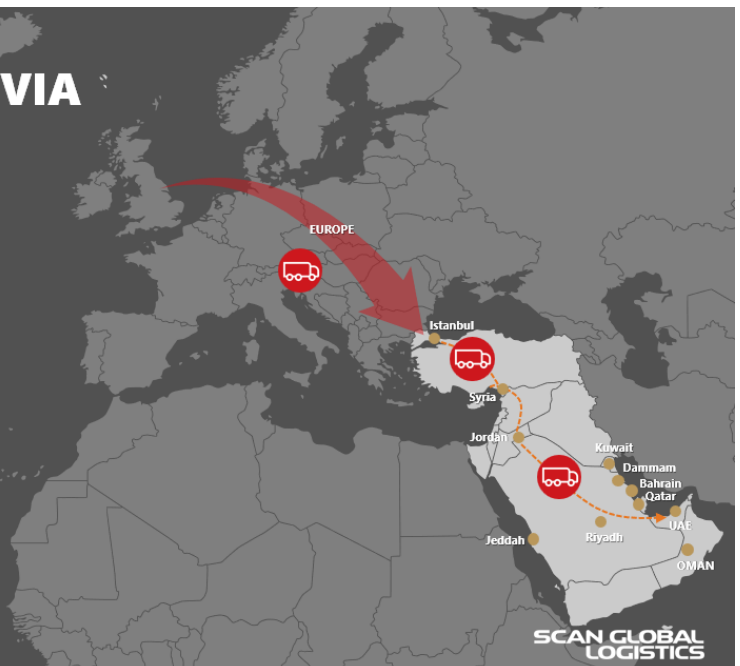 VIA
EUROPE
Istanbul
Syria
Jordan
Kuwait
Dammam
Bahrain
Qatar
UAE
Riyadh
Jeddah
OMAN
SCAN GLOBAL
LOGISTICS